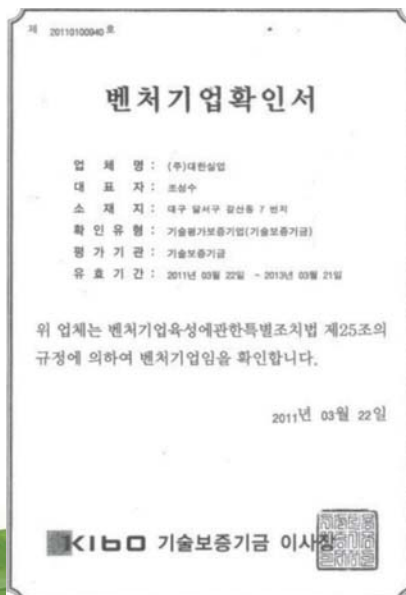 제 20110100940 호
벤처기업확인서
업 체 명 : (주)대한실업
대 표 자 : 조성수
소 재 지 : 대구 달서구 갈산동 7 번지
확 인 유 형 : 기술평가보증기업(기술보증기금)
평 가 기 관 : 기술보증기금
유 효 기 간 : 2011년 03월 22일 ~ 2013년 03월 21일
위 업체는 벤처기업육성에관한특별조치법 제25조의
규정에 의하여 벤처기업임을 확인합니다.
2011년 03월 22일
KIBO 기술보증기금 이사장